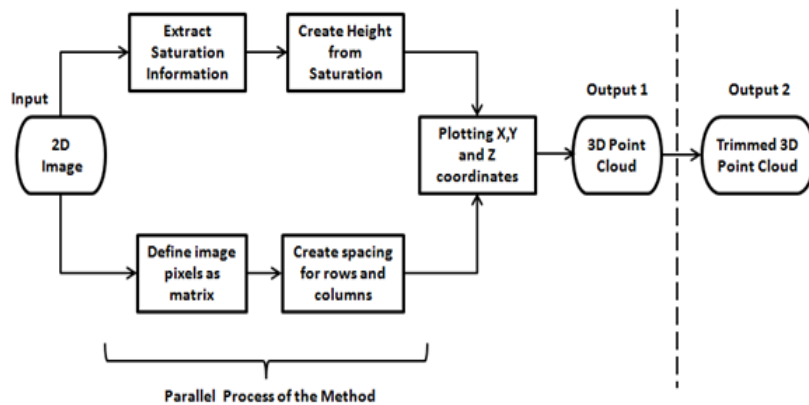 Input
2D
Image
Extract
Saturation
Information
Create Height
from
Saturation
Define image
pixels as
matrix
Create spacing
for rows and
columns
Parallel Process of the Method
Plotting X,Y
and Z
coordinates
Output 1
3D Point
Cloud
Output 2
Trimmed 3D
Point Cloud